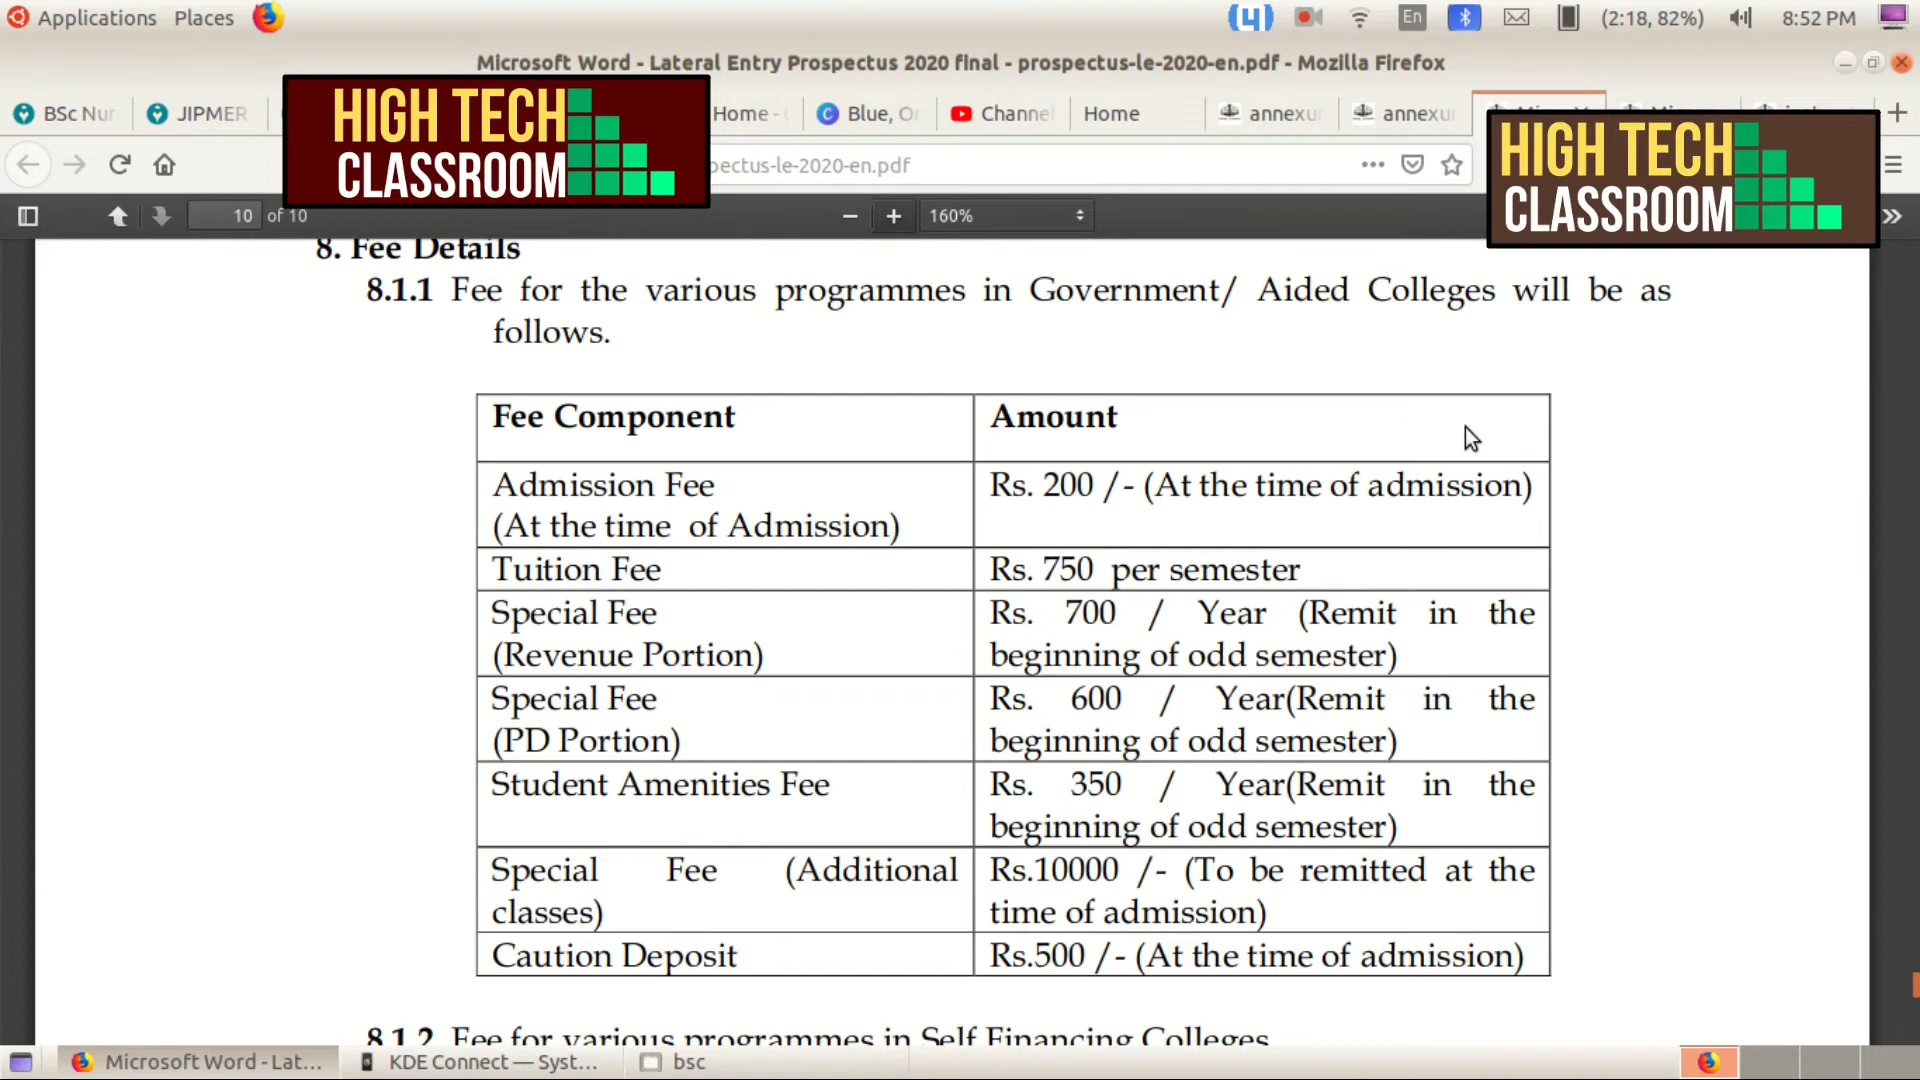 Applications Places En (2:18, 82%) 8:52 PM
Microsoft Word - Lateral Entry Prospectus 2020 final - prospectus-le-2020-en.pdf - Mozilla Firefox
BSc Nur JIPMER Home - Blue, Or Channel Home annexur annexur
HIGH TECH
CLASSROOM
HIGH TECH
CLASSROOM
pectus-le-2020-en.pdf
10 of 10 160%
8. Fee Details
8.1.1 Fee for the various programmes in Government/ Aided Colleges will be as
follows.
Fee Component Amount
Admission Fee Rs. 200 /- (At the time of admission)
(At the time of Admission)
Tuition Fee Rs. 750 per semester
Special Fee Rs. 700 / Year (Remit in the
(Revenue Portion) beginning of odd semester)
Special Fee Rs. 600 / Year(Remit in the
(PD Portion) beginning of odd semester)
Student Amenities Fee Rs. 350 / Year(Remit in the
beginning of odd semester)
Special Fee (Additional Rs.10000 /- (To be remitted at the
classes) time of admission)
Caution Deposit Rs.500 /- (At the time of admission)
8.1.2 Fee for various programmes in Self Financing Colleges
Microsoft Word - Lat... KDE Connect — Syst... bsc